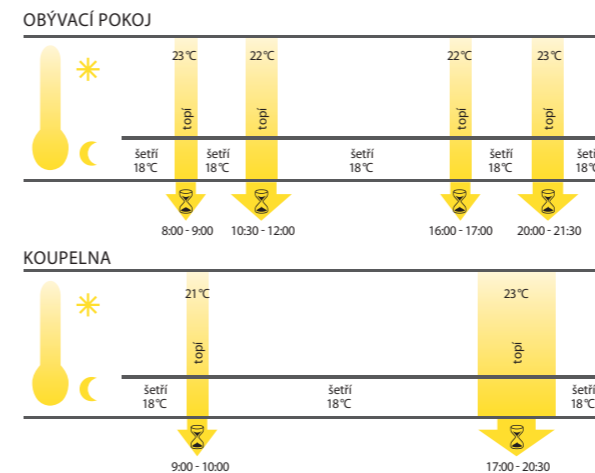 OBÝVACÍ POKOJ
23°C 22°C 22°C 23°C
topí topí topí topí
šetří šetří šetří šetří
18°C 18°C 18°C 18°C
8:00 - 9:00 10:30 - 12:00 16:00 - 17:00 20:00 - 21:30
KOUPELNA
21°C 23°C
topí topí
šetří šetří šetří
18°C 18°C 18°C
9:00 - 10:00 17:00 - 20:30